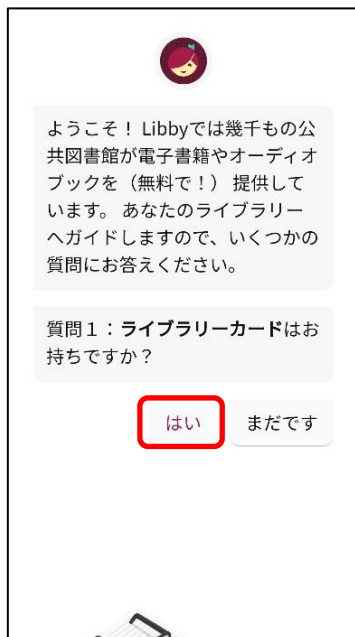 ようこそ！ Libbyでは幾千もの公
共図書館が電子書籍やオーディオ
ブックを（無料で！） 提供して
います。 あなたのライブラリー
へガイドしますので、いくつかの
質問にお答えください。
質問１：ライブラリーカードはお
持ちですか？
はい まだです